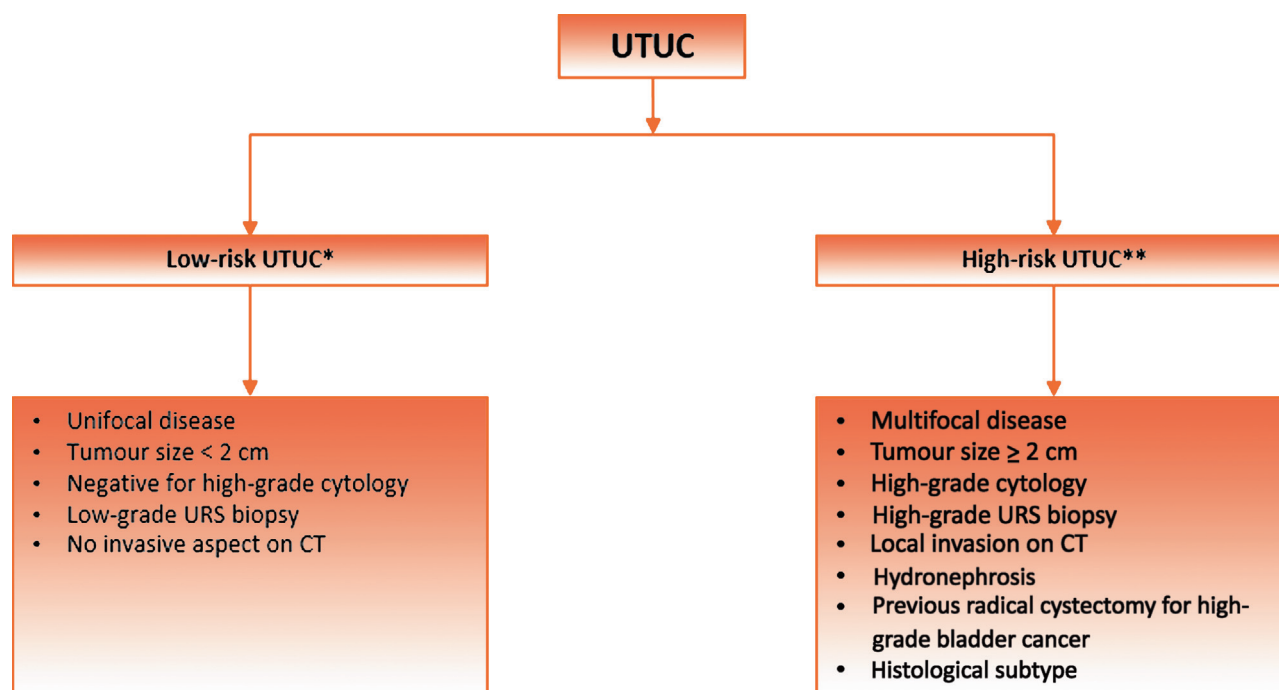 UTUC
Low-risk UTUC*
High-risk UTUC**
• Unifocal disease
• Tumour size < 2 cm
• Negative for high-grade cytology
• Low-grade URS biopsy
• No invasive aspect on CT
• Multifocal disease
• Tumour size ≥ 2 cm
• High-grade cytology
• High-grade URS biopsy
• Local invasion on CT
• Hydronephrosis
• Previous radical cystectomy for high-
grade bladder cancer
• Histological subtype